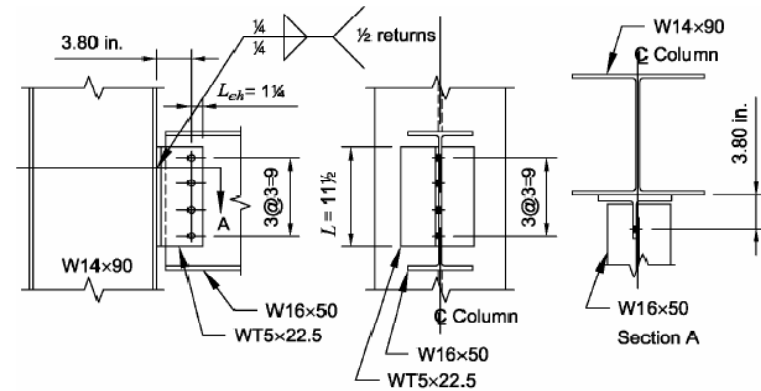 3.80 in.
¼
¼
½ returns
Lₑₕ = 1¼
3@3=9
A
W14×90
W16×50
WT5×22.5
L = 11½
3@3=9
℄ Column
W16×50
WT5×22.5
W14×90
℄ Column
3.80 in.
W16×50
Section A